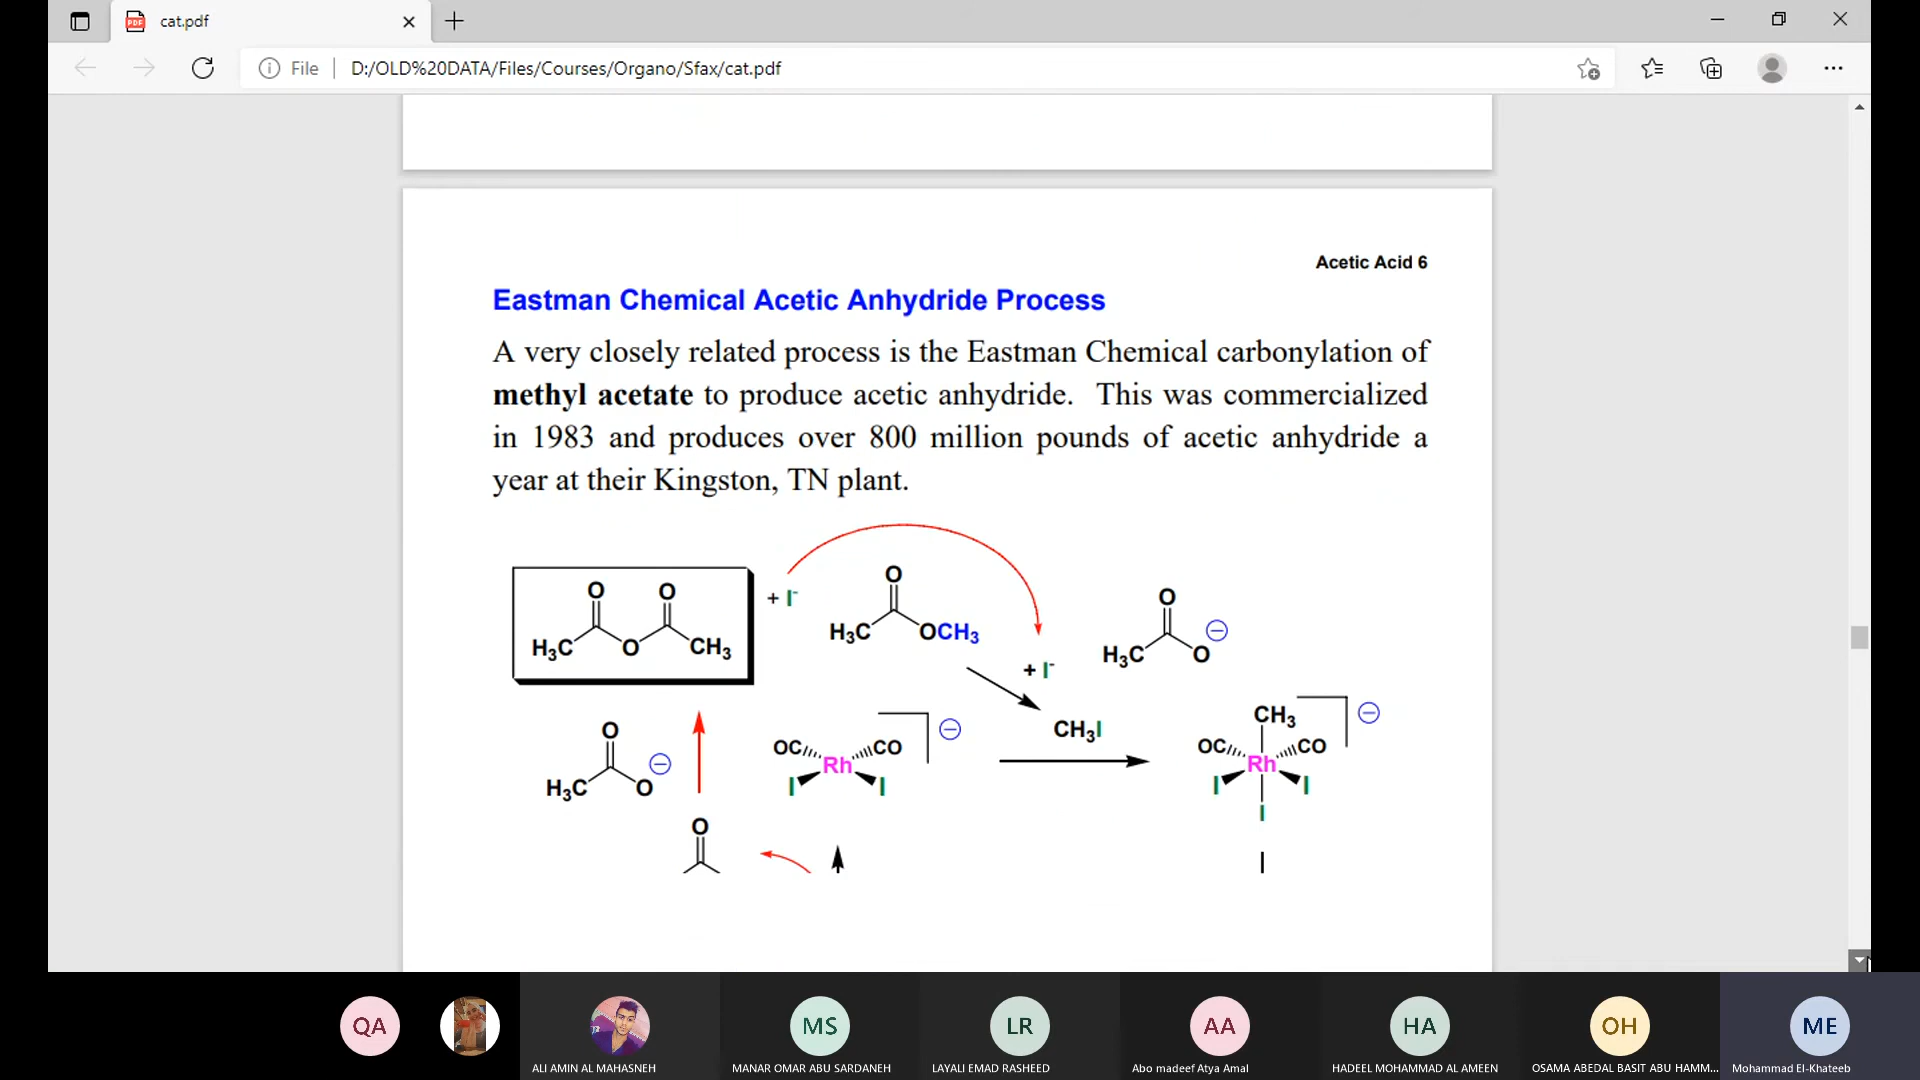 cat.pdf
File
D:/OLD%20DATA/Files/Courses/Organo/Sfax/cat.pdf
Acetic Acid 6
Eastman Chemical Acetic Anhydride Process
A very closely related process is the Eastman Chemical carbonylation of
methyl acetate to produce acetic anhydride. This was commercialized
in 1983 and produces over 800 million pounds of acetic anhydride a
year at their Kingston, TN plant.
O O
H₃C O CH₃
+ I⁻
O
H₃C OCH₃
+ I⁻
O
H₃C O ⊖
CH₃I
O
H₃C O ⊖
OC CO ⊖
Rh
I I
CH₃ ⊖
OC CO
Rh
I I
I
O
QA
MS
LR
AA
HA
OH
ME
ALI AMIN AL MAHASNEH
MANAR OMAR ABU SARDANEH
LAYALI EMAD RASHEED
Abo madeef Atya Amal
HADEEL MOHAMMAD AL AMEEN
OSAMA ABEDAL BASIT ABU HAMM...
Mohammad El-Khateeb